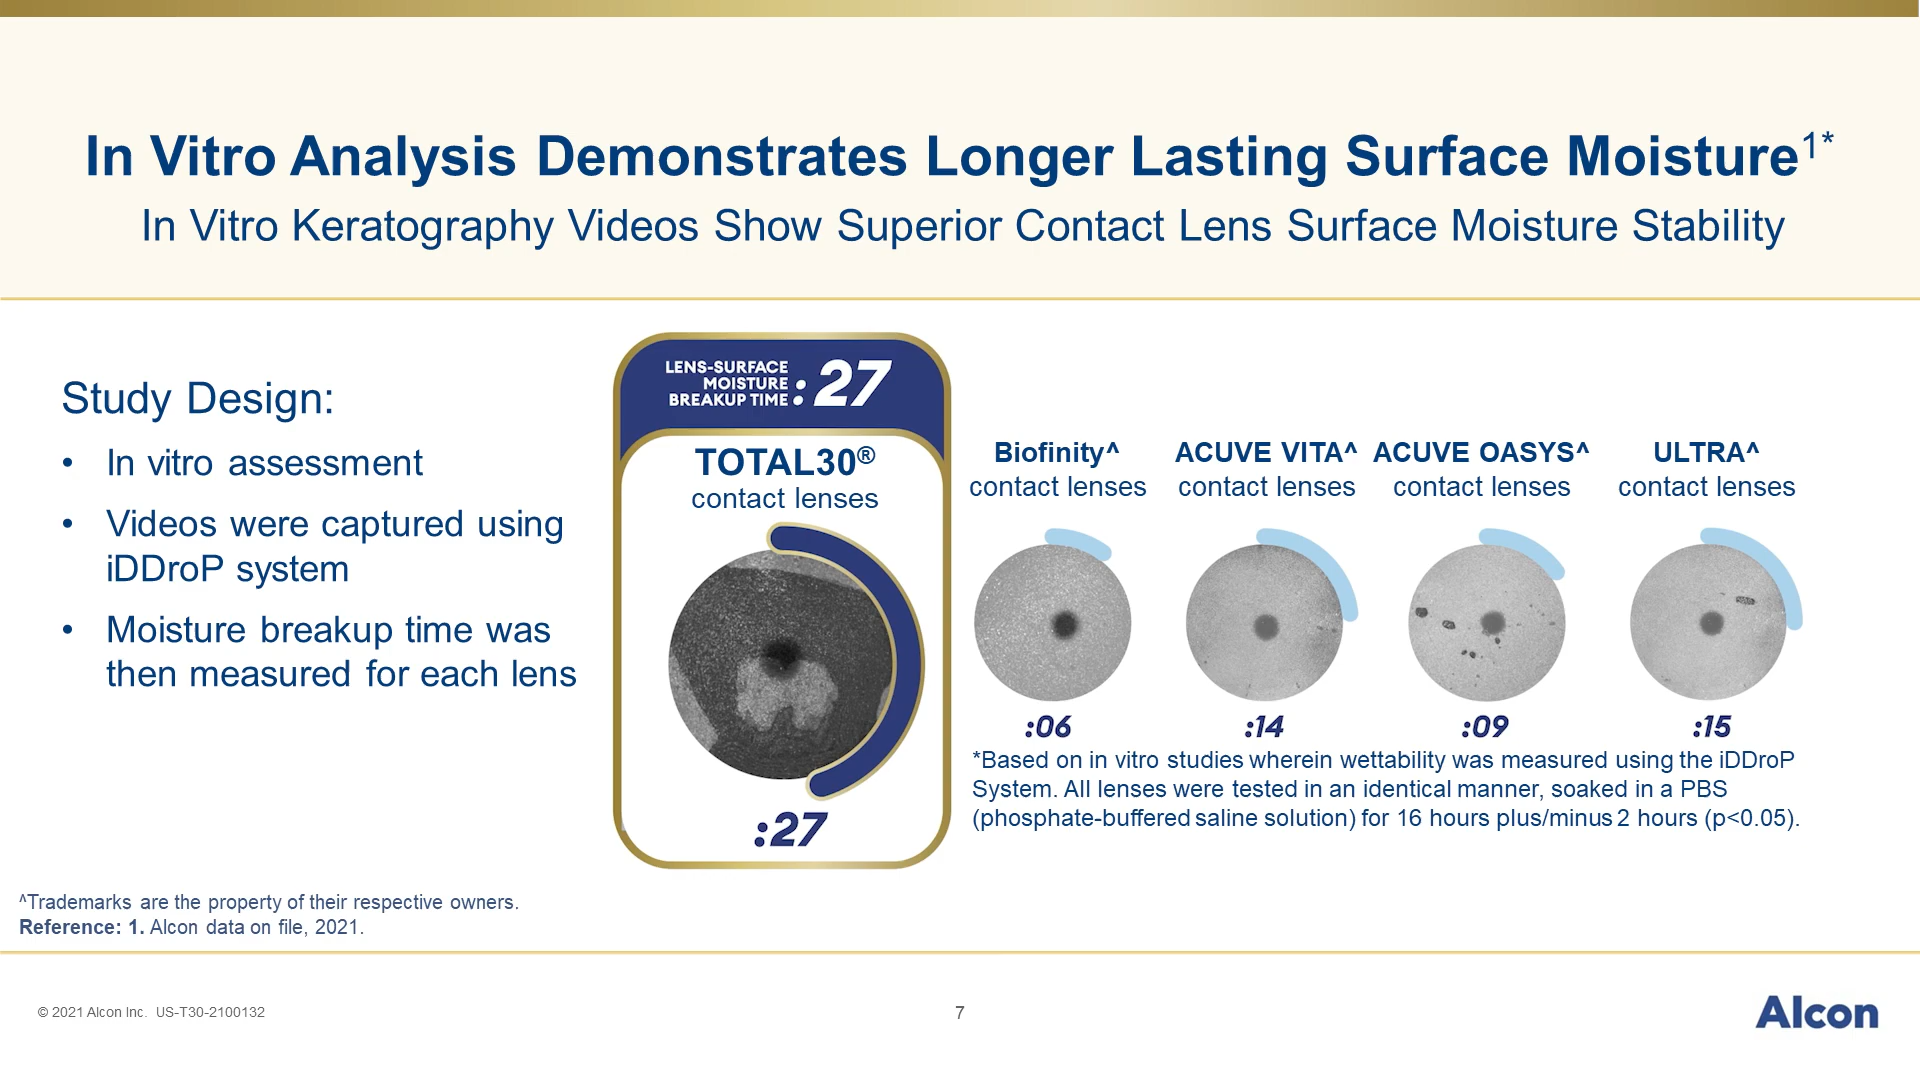 In Vitro Analysis Demonstrates Longer Lasting Surface Moisture1*
In Vitro Keratography Videos Show Superior Contact Lens Surface Moisture Stability
Study Design:
• In vitro assessment
• Videos were captured using
iDDroP system
• Moisture breakup time was
then measured for each lens
LENS-SURFACE
MOISTURE
BREAKUP TIME
:27
TOTAL30®
contact lenses
:27
Biofinity^
contact lenses
:06
ACUVE VITA^
contact lenses
:14
ACUVE OASYS^
contact lenses
:09
ULTRA^
contact lenses
:15
*Based on in vitro studies wherein wettability was measured using the iDDroP
System. All lenses were tested in an identical manner, soaked in a PBS
(phosphate-buffered saline solution) for 16 hours plus/minus 2 hours (p<0.05).
^Trademarks are the property of their respective owners.
Reference: 1. Alcon data on file, 2021.
© 2021 Alcon Inc. US-T30-2100132
7
Alcon